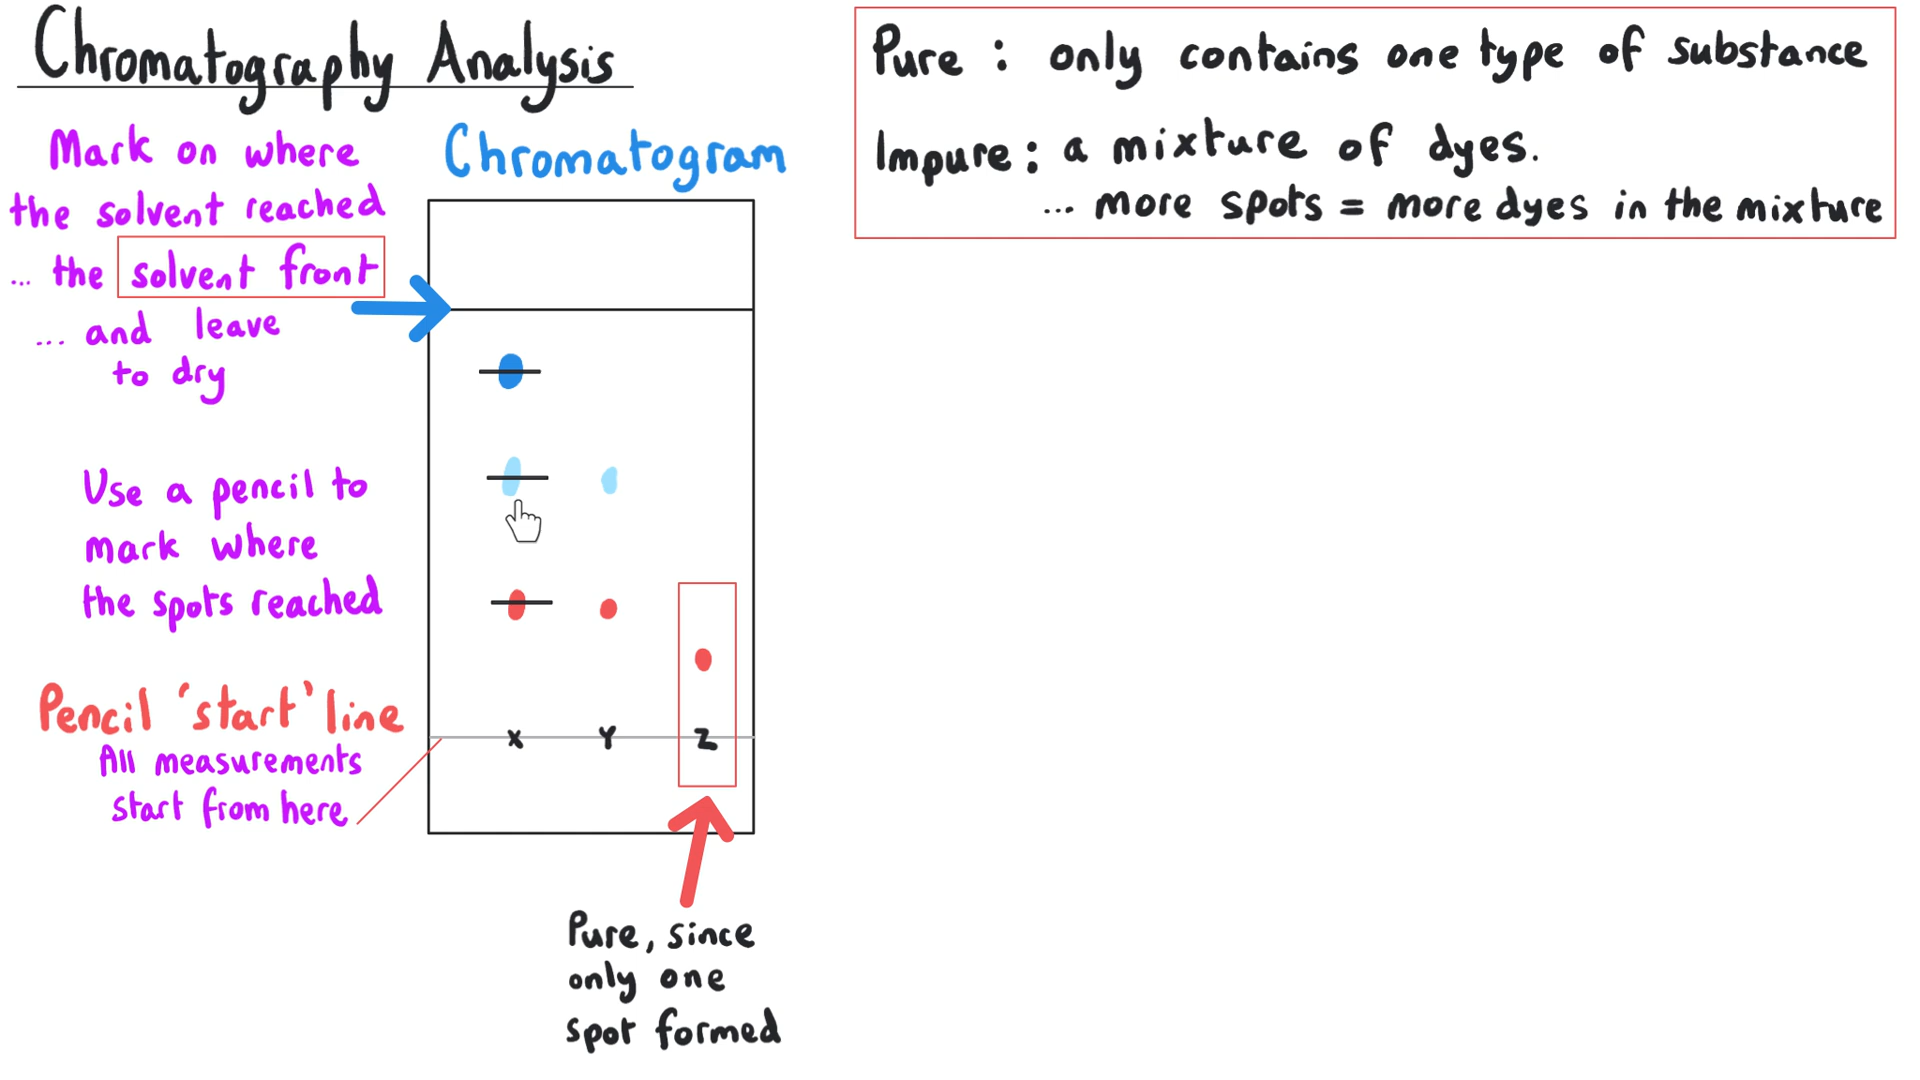 Chromatography Analysis
Mark on where
the solvent reached
... the solvent front
... and leave
to dry
Use a pencil to
mark where
the spots reached
Pencil 'start' line
All measurements
start from here
Chromatogram
X Y Z
Pure, since
only one
spot formed
Pure : only contains one type of substance
Impure : a mixture of dyes.
... more spots = more dyes in the mixture